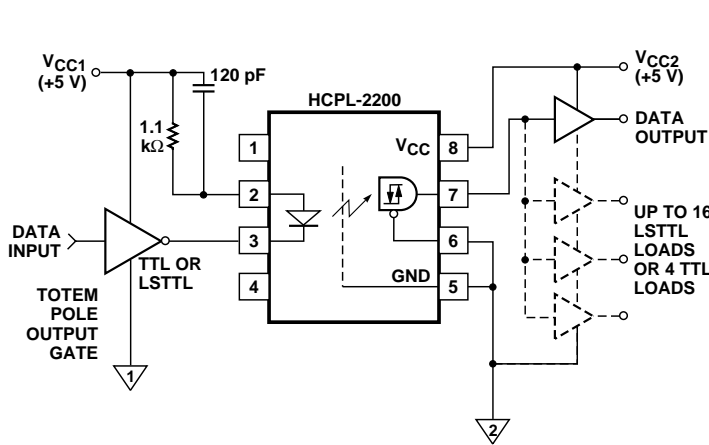 VCC1
(+5 V)
120 pF
1.1
kΩ
HCPL-2200
VCC2
(+5 V)
1
VCC
8
DATA
OUTPUT
2
7
DATA
INPUT
3
6
TTL OR
LSTTL
UP TO 16
LSTTL
LOADS
OR 4 TTL
LOADS
4
GND
5
TOTEM
POLE
OUTPUT
GATE
1
2